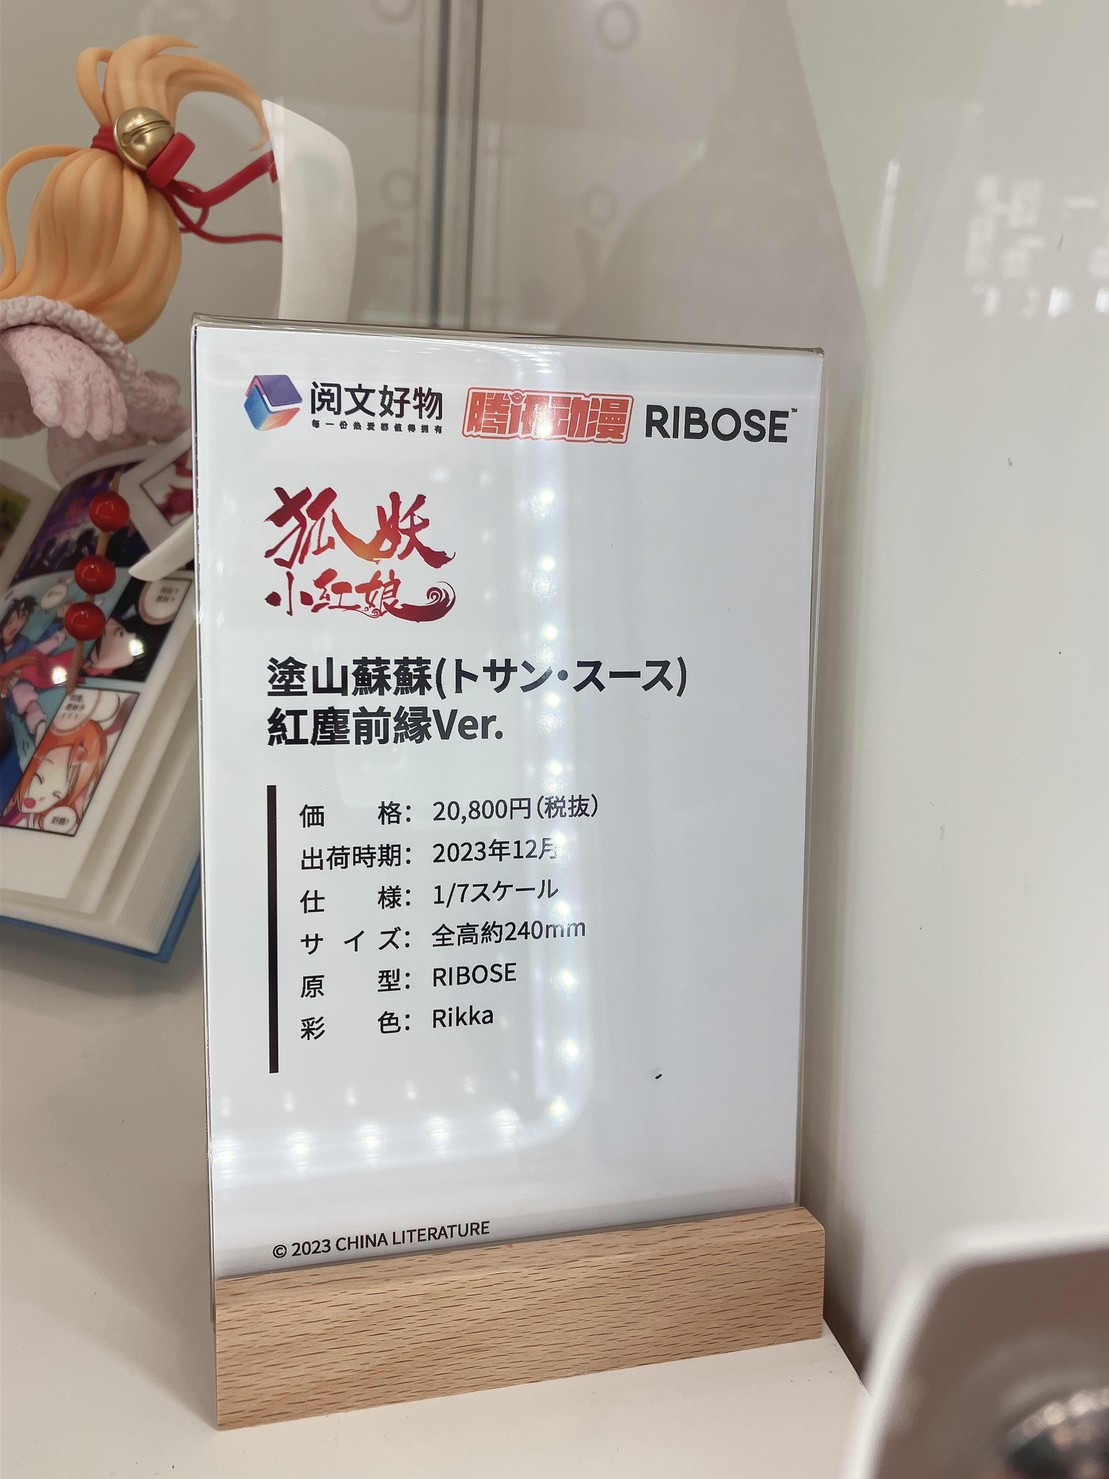 阅文好物
每一份热爱都值得拥有
腾讯动漫
RIBOSE™
狐妖
小红娘
塗山蘇蘇(トサン・スース)
紅塵前縁Ver.
価格：20,800円（税抜）
出荷時期：2023年12月
仕様：1/7スケール
サイズ：全高約240mm
原型：RIBOSE
彩色：Rikka
© 2023 CHINA LITERATURE